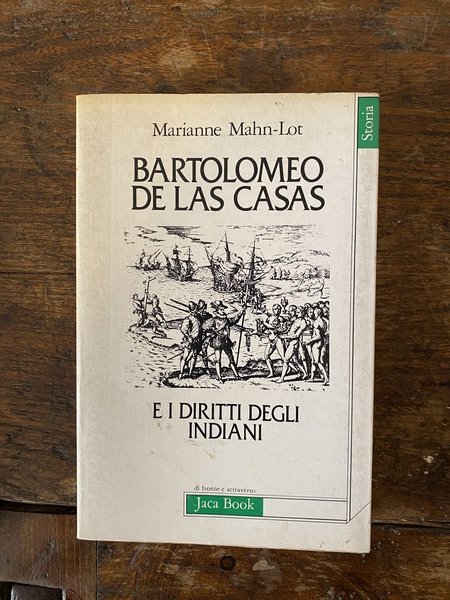 Storia
Marianne Mahn-Lot
BARTOLOMEO
DE LAS CASAS
E I DIRITTI DEGLI
INDIANI
di fronte e attraverso
Jaca Book